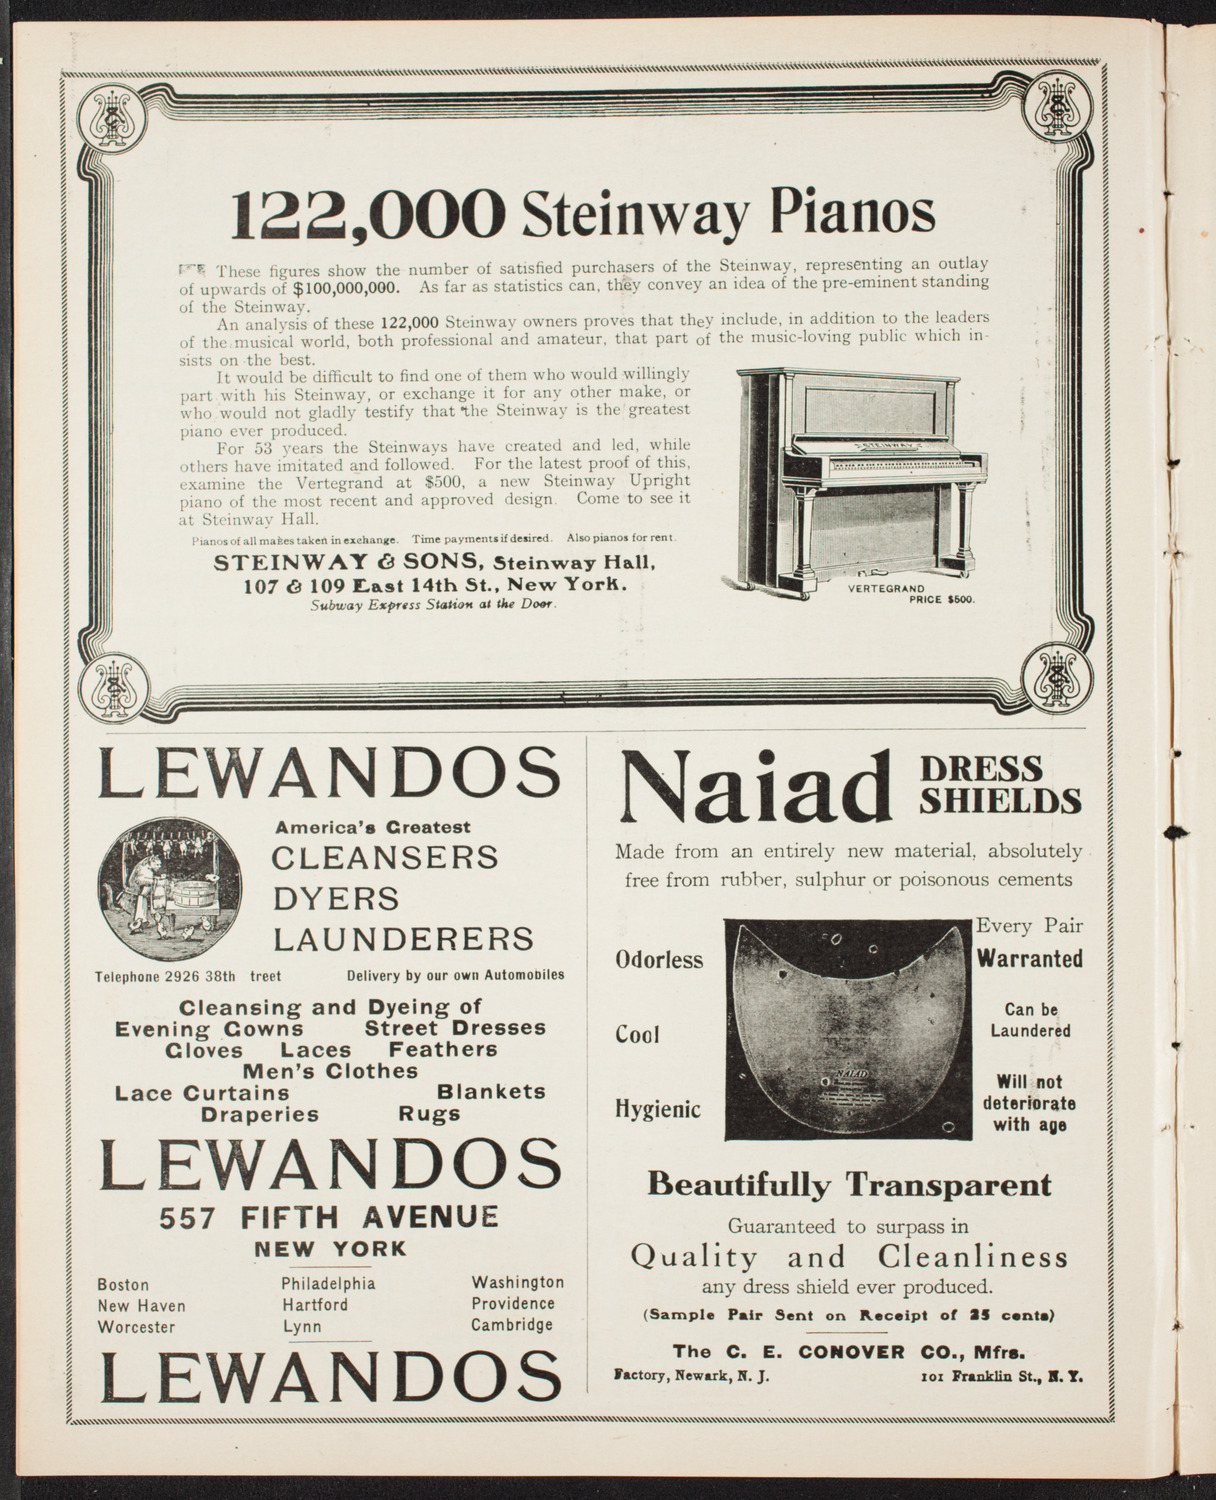 122,000 Steinway Pianos
These figures show the number of satisfied purchasers of the Steinway, representing an outlay
of upwards of $100,000,000. As far as statistics can, they convey an idea of the pre-eminent standing
of the Steinway.
An analysis of these 122,000 Steinway owners proves that they include, in addition to the leaders
of the musical world, both professional and amateur, that part of the music-loving public which in-
sists on the best.
It would be difficult to find one of them who would willingly
part with his Steinway, or exchange it for any other make, or
who would not gladly testify that the Steinway is the greatest
piano ever produced.
For 53 years the Steinways have created and led, while
others have imitated and followed. For the latest proof of this,
examine the Vertegrand at $500, a new Steinway Upright
piano of the most recent and approved design. Come to see it
at Steinway Hall.
Pianos of all makes taken in exchange. Time payments if desired. Also pianos for rent.
STEINWAY & SONS, Steinway Hall,
107 & 109 East 14th St., New York.
Subway Express Station at the Door.
STEINWAY
VERTEGRAND
PRICE $500.
LEWANDOS
America's Greatest
CLEANSERS
DYERS
LAUNDERERS
Telephone 2926 38th treet Delivery by our own Automobiles
Cleansing and Dyeing of
Evening Gowns Street Dresses
Gloves Laces Feathers
Men's Clothes
Lace Curtains Blankets
Draperies Rugs
LEWANDOS
557 FIFTH AVENUE
NEW YORK
Boston Philadelphia Washington
New Haven Hartford Providence
Worcester Lynn Cambridge
LEWANDOS
Naiad DRESS
SHIELDS
Made from an entirely new material, absolutely
free from rubber, sulphur or poisonous cements
Odorless
Cool
Hygienic
NAIAD
Every Pair
Warranted
Can be
Laundered
Will not
deteriorate
with age
Beautifully Transparent
Guaranteed to surpass in
Quality and Cleanliness
any dress shield ever produced.
(Sample Pair Sent on Receipt of 25 cents)
The C. E. CONOVER CO., Mfrs.
Factory, Newark, N. J. 101 Franklin St., N. Y.